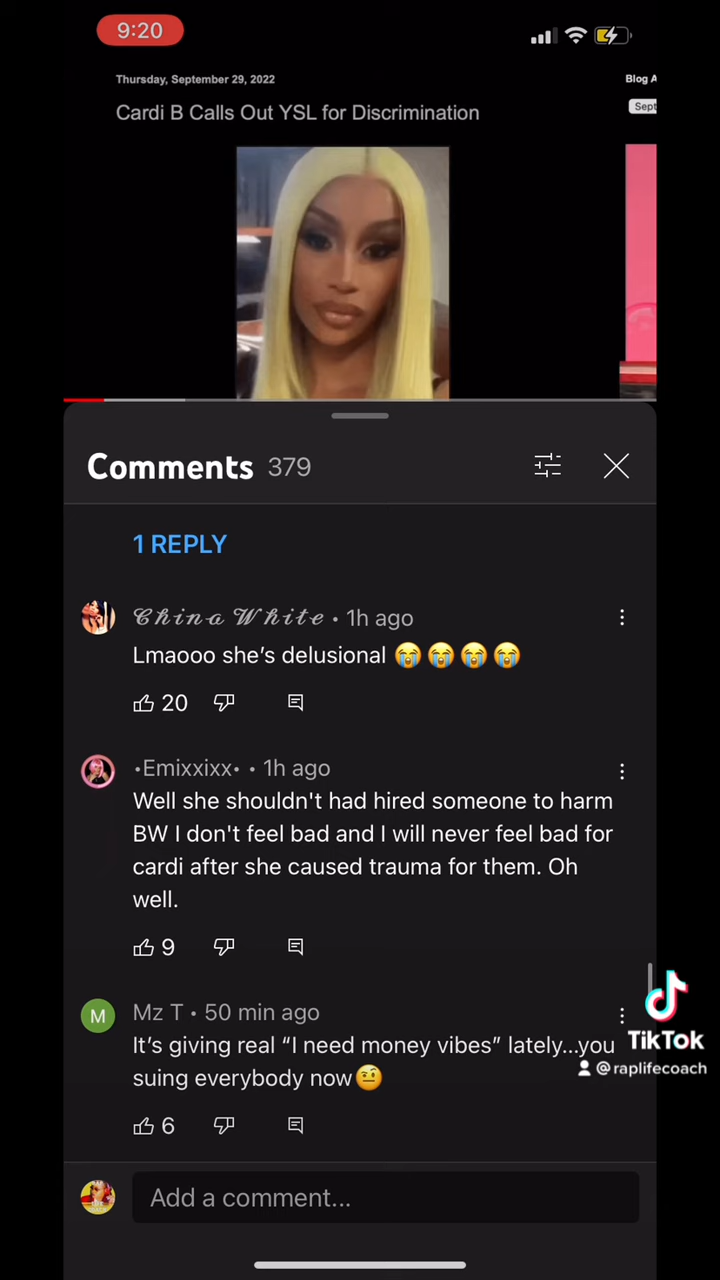 9:20
Thursday, September 29, 2022
Blog A
Cardi B Calls Out YSL for Discrimination
Sept
Comments 379
1 REPLY
𝓒𝓱𝓲𝓷𝓪 𝓦𝓱𝓲𝓽𝓮 • 1h ago
Lmaooo she's delusional 😭😭😭😭
20
•Emixxixx• • 1h ago
Well she shouldn't had hired someone to harm
BW I don't feel bad and I will never feel bad for
cardi after she caused trauma for them. Oh
well.
9
M
Mz T • 50 min ago
It's giving real “I need money vibes” lately...you
suing everybody now🤨
6
TikTok
@raplifecoach
Add a comment...